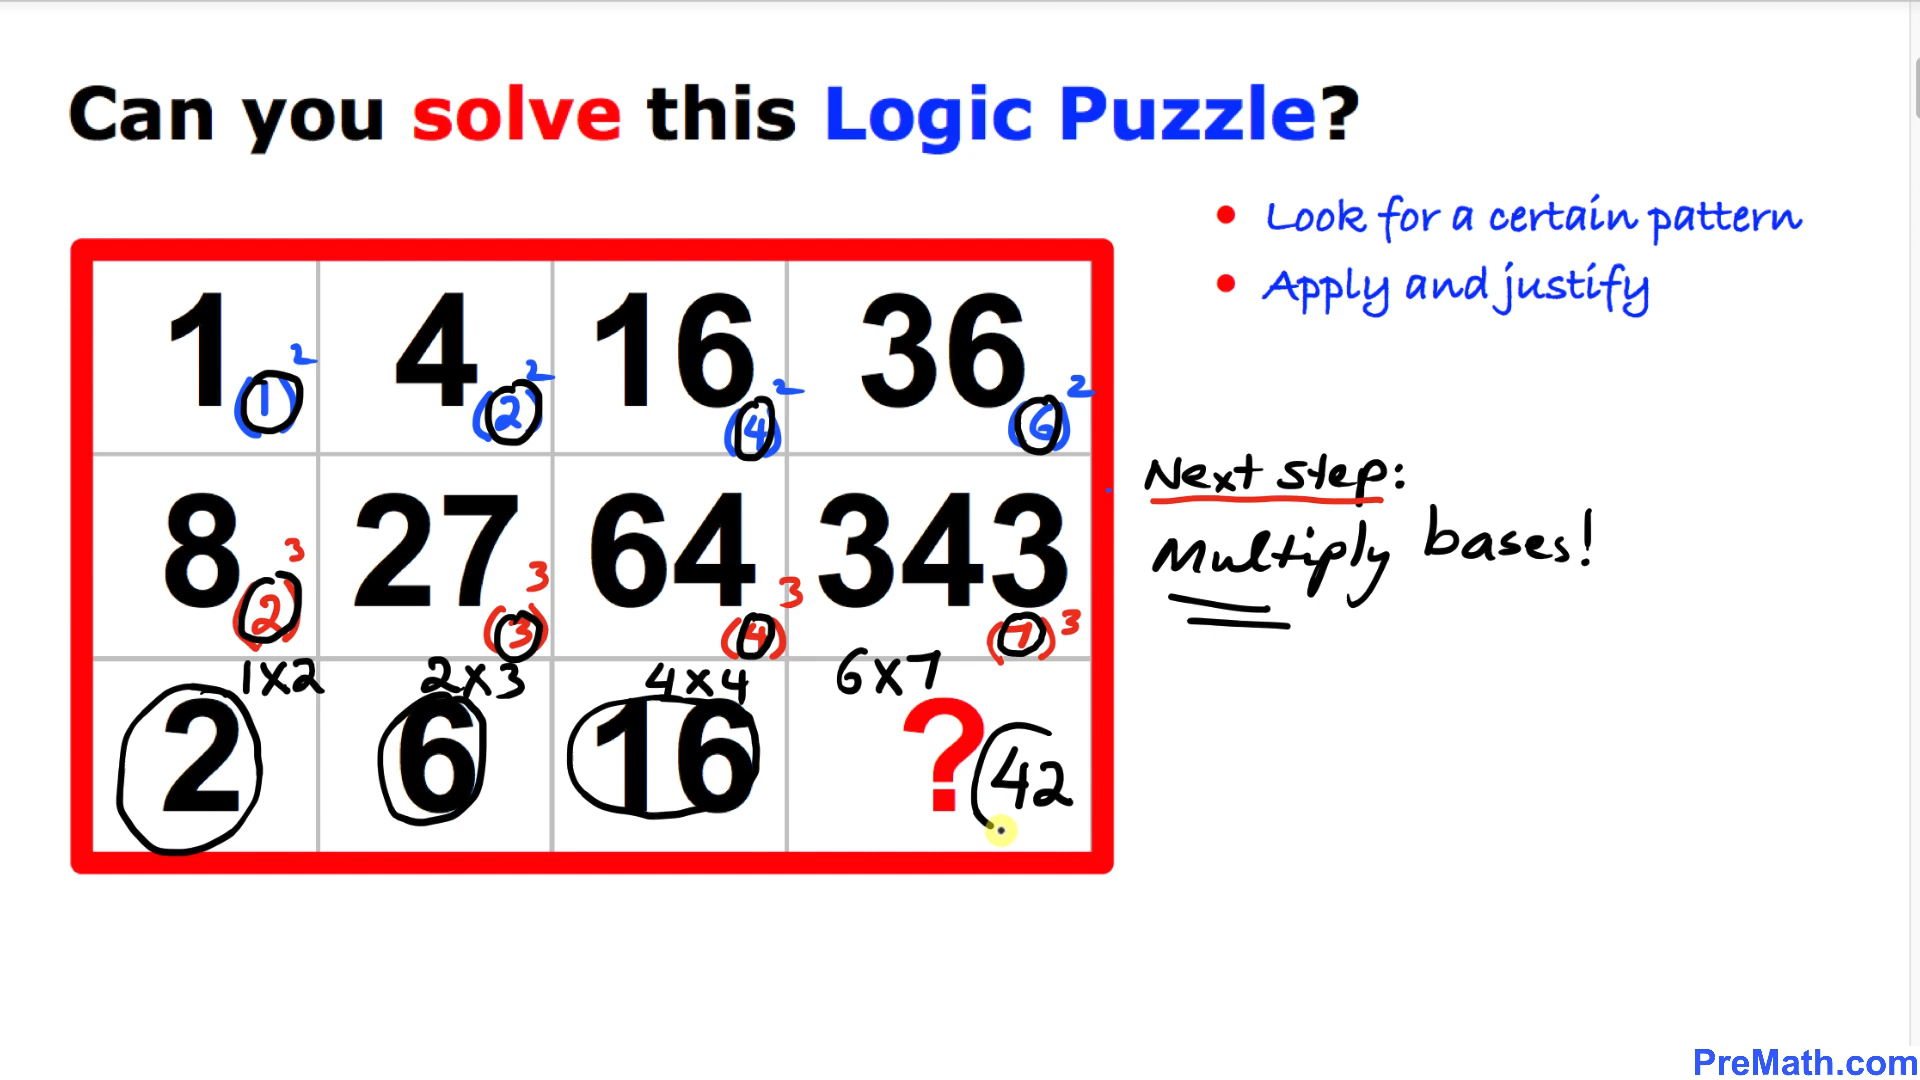 Can you solve this Logic Puzzle?
• Look for a certain pattern
• Apply and justify
1 4 16 36
(1)² (2)² (4)² (6)²
Next step:
Multiply bases!
8 27 64 343
(2)³ (3)³ (4)³ (7)³
1x2 2x3 4x4 6x7
2 6 16 ? 42
PreMath.com